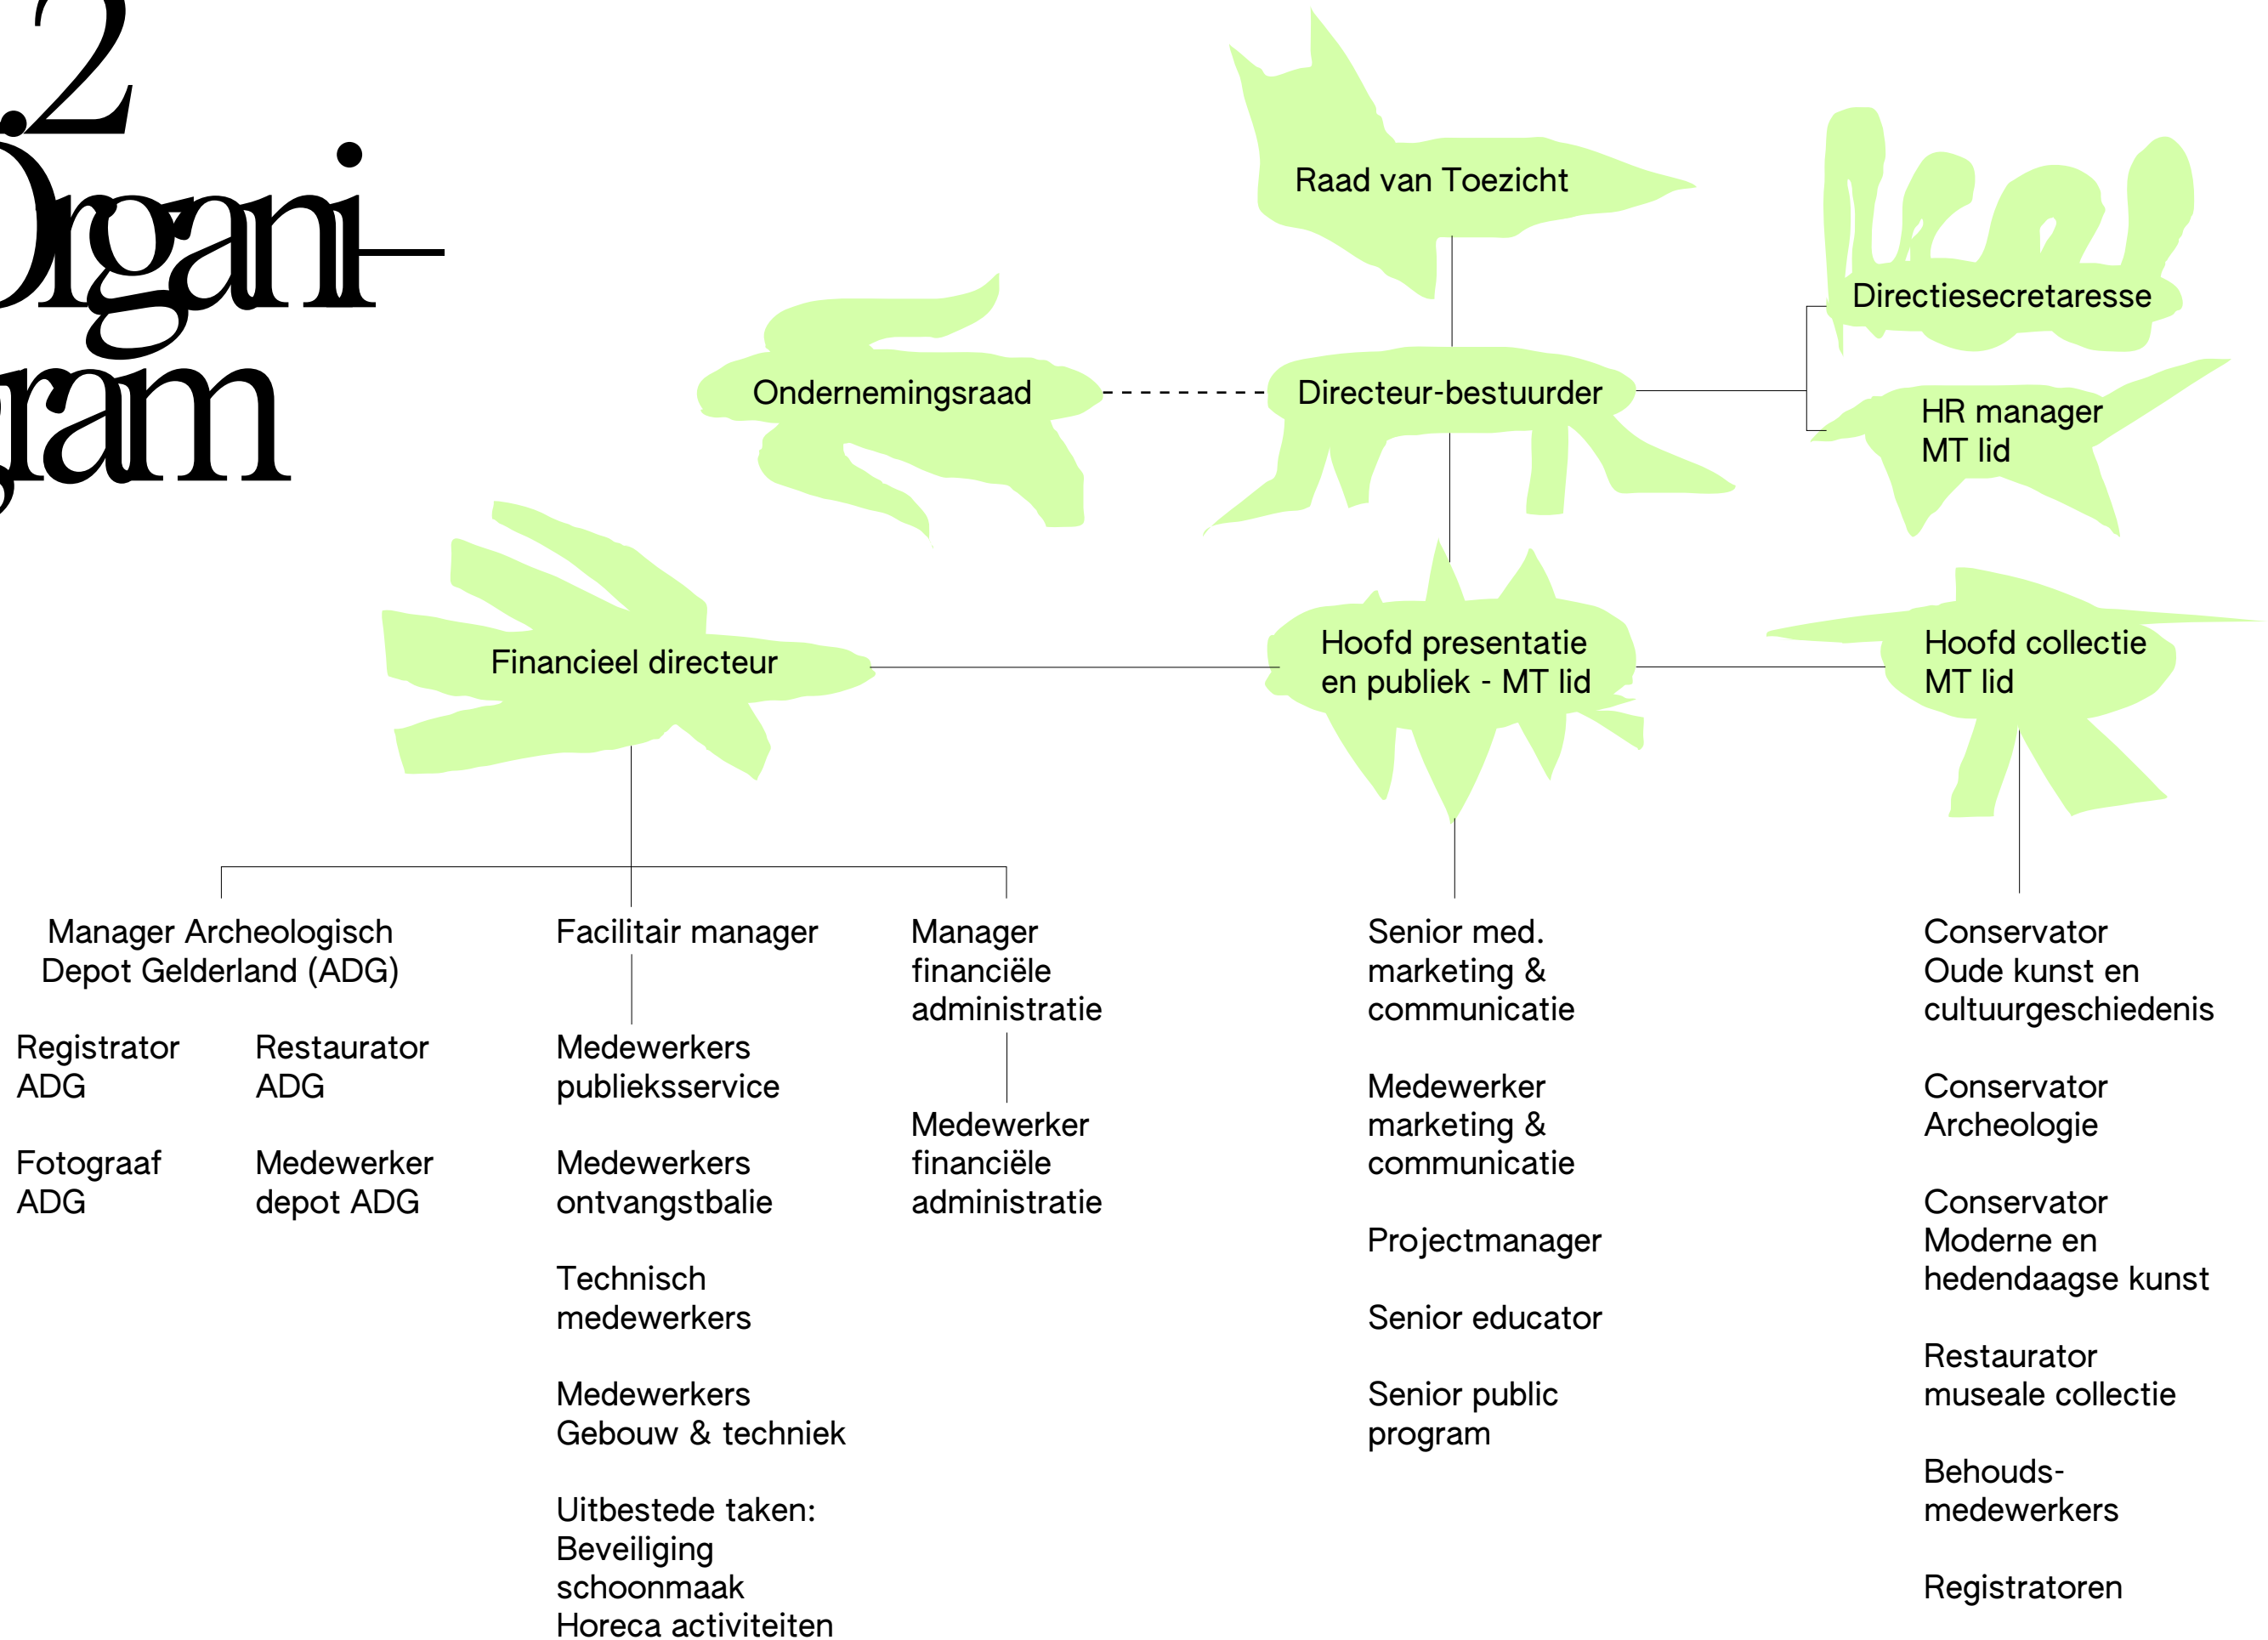 .2
Organi-
gram
Raad van Toezicht
Directiesecretaresse
Ondernemingsraad
Directeur-bestuurder
HR manager
MT lid
Financieel directeur
Hoofd presentatie
en publiek - MT lid
Hoofd collectie
MT lid
Manager Archeologisch
Depot Gelderland (ADG)
Registrator
ADG
Restaurator
ADG
Fotograaf
ADG
Medewerker
depot ADG
Facilitair manager
Medewerkers
publieksservice
Medewerkers
ontvangstbalie
Technisch
medewerkers
Medewerkers
Gebouw & techniek
Uitbestede taken:
Beveiliging
schoonmaak
Horeca activiteiten
Manager
financiële
administratie
Medewerker
financiële
administratie
Senior med.
marketing &
communicatie
Medewerker
marketing &
communicatie
Projectmanager
Senior educator
Senior public
program
Conservator
Oude kunst en
cultuurgeschiedenis
Conservator
Archeologie
Conservator
Moderne en
hedendaagse kunst
Restaurator
museale collectie
Behouds-
medewerkers
Registratoren